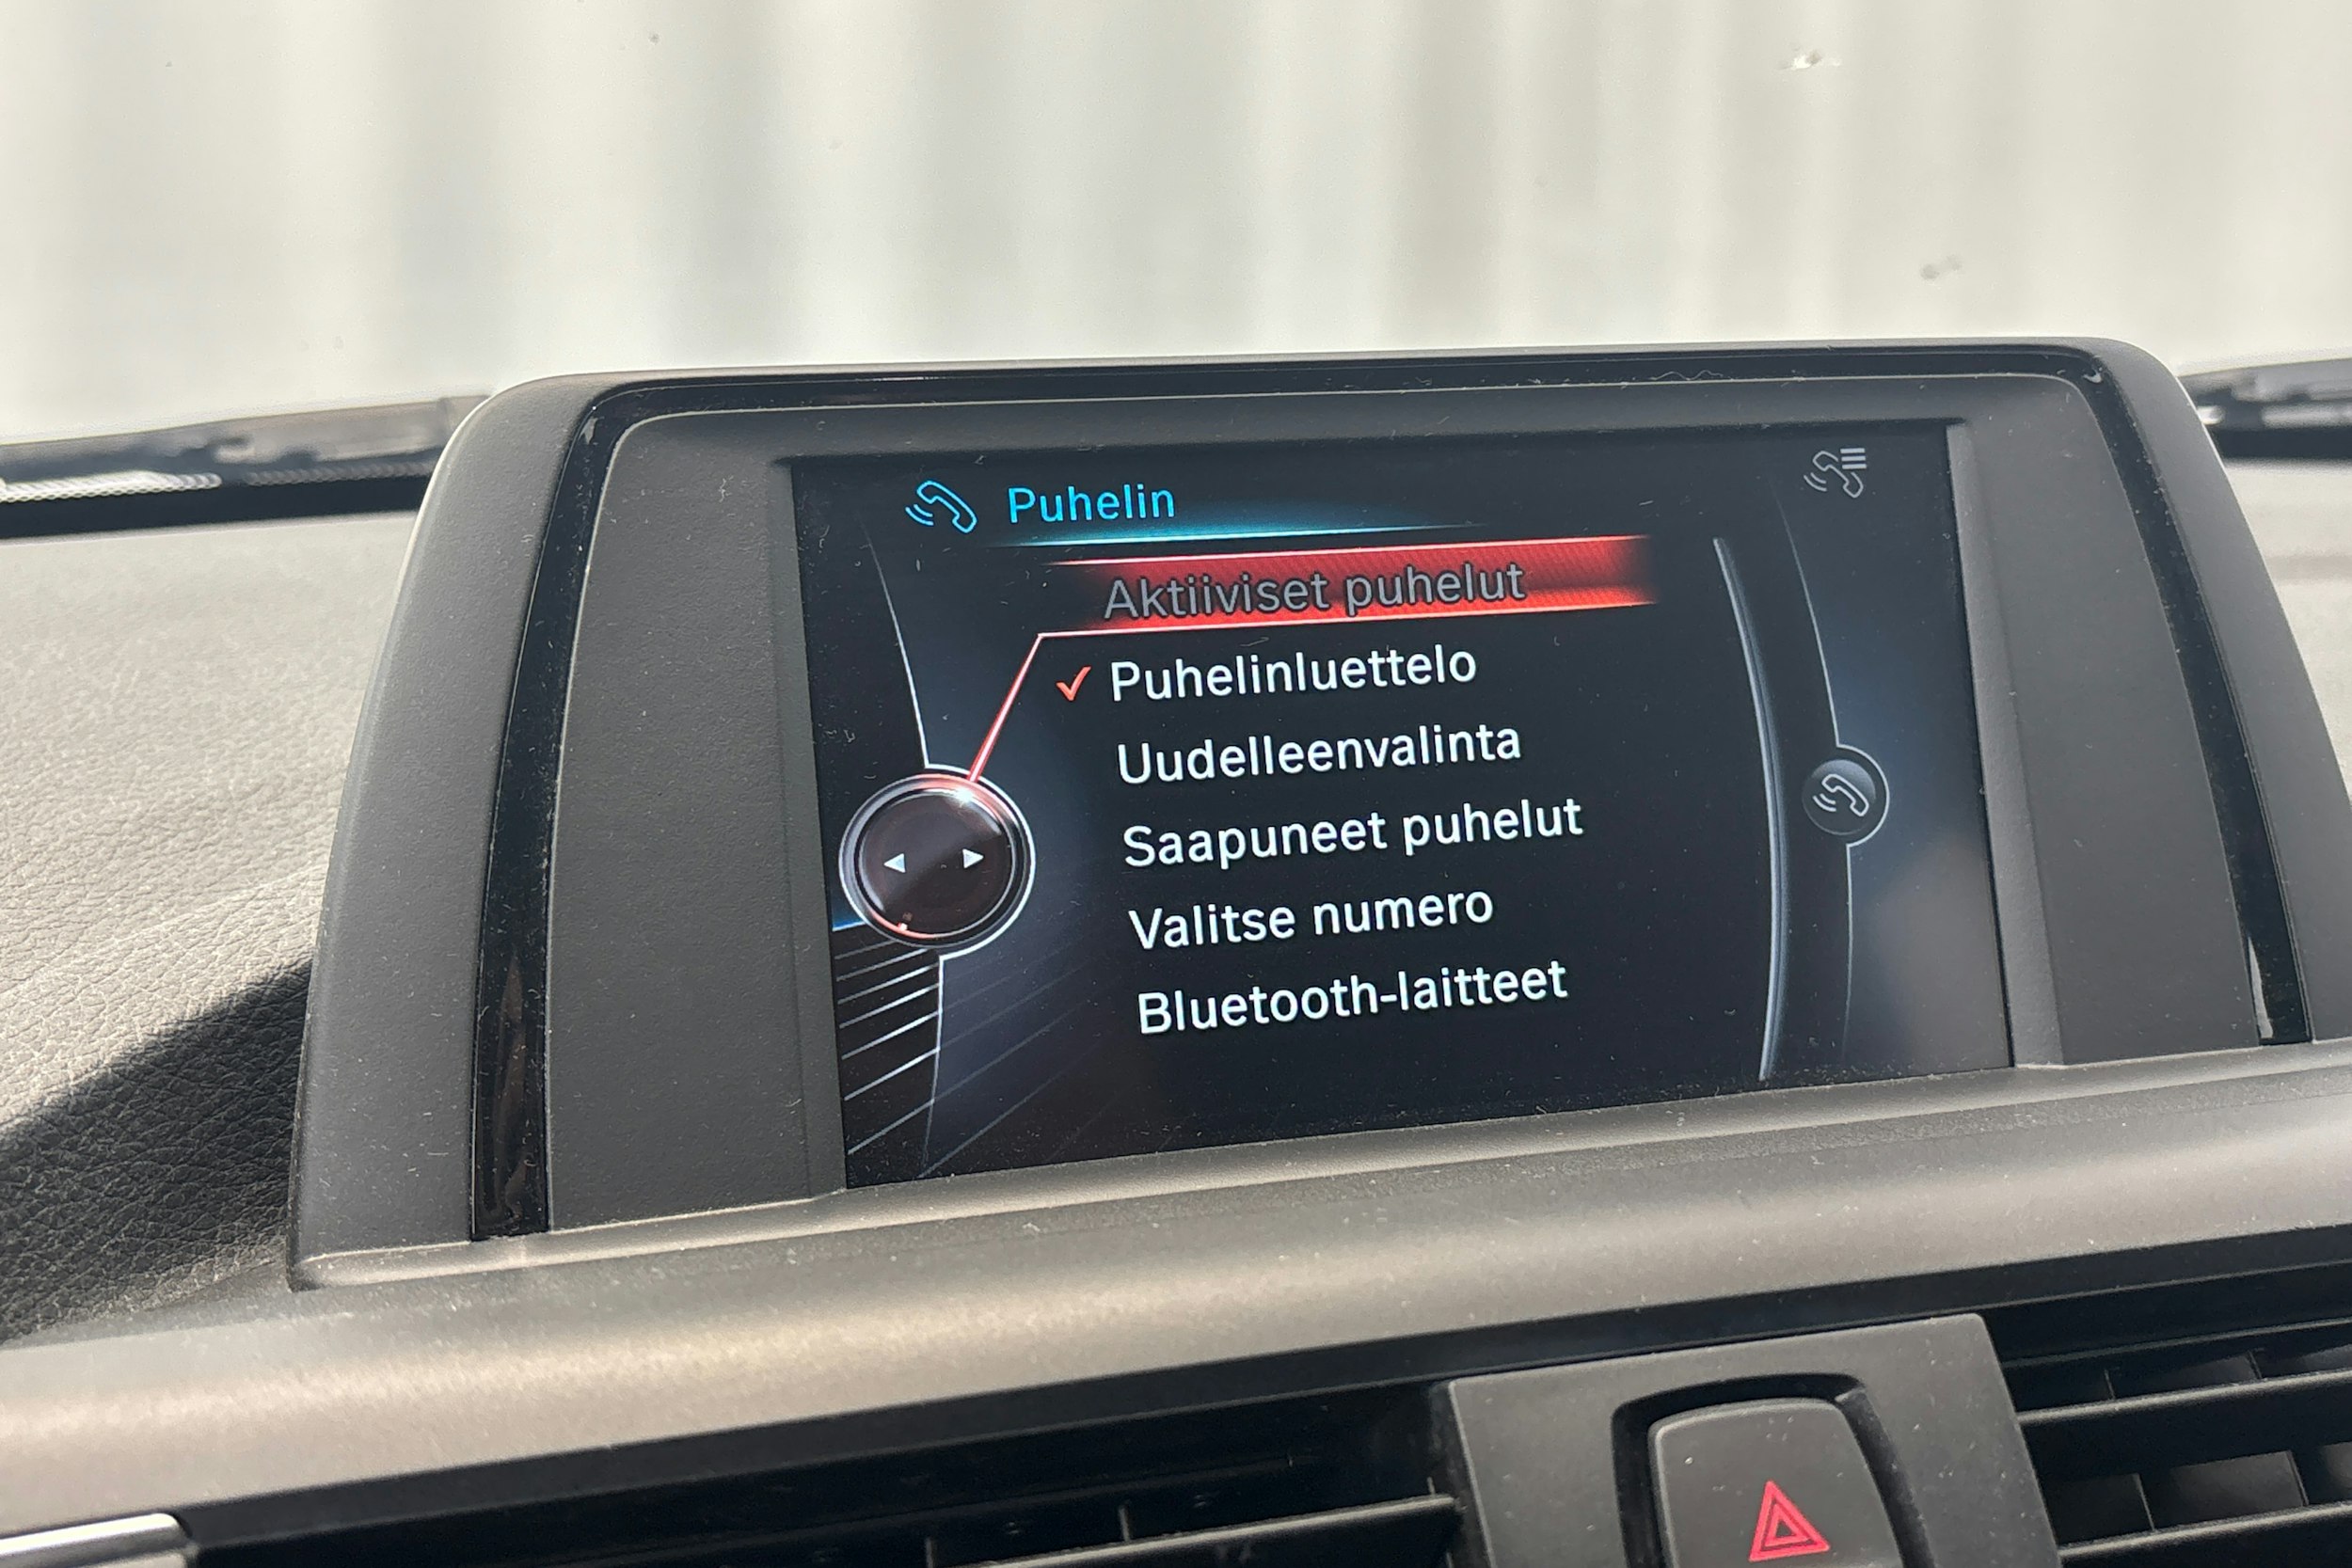 Puhelin
Aktiiviset puhelut
Puhelinluettelo
Uudelleenvalinta
Saapuneet puhelut
Valitse numero
Bluetooth-laitteet